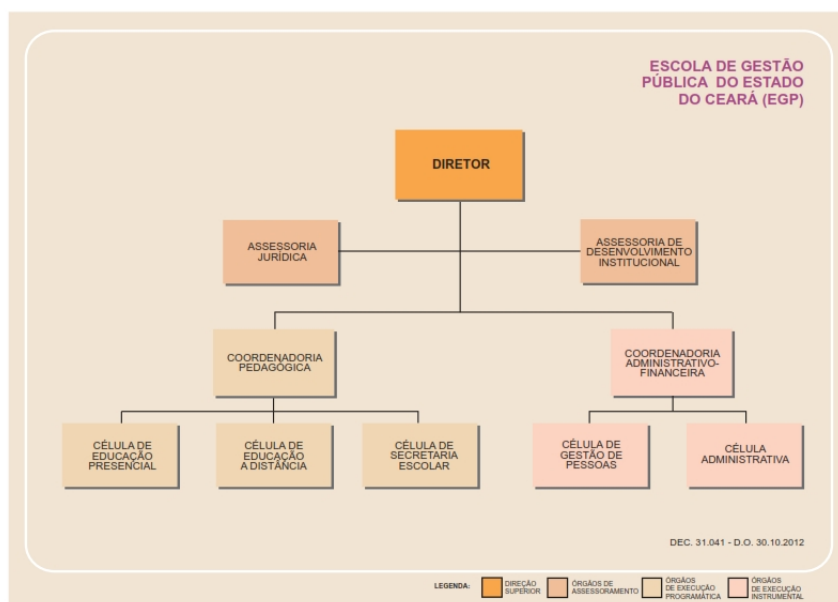 ESCOLA DE GESTÃO
PÚBLICA DO ESTADO
DO CEARÁ (EGP)
DIRETOR
ASSESSORIA
JURÍDICA
ASSESSORIA DE
DESENVOLVIMENTO
INSTITUCIONAL
COORDENADORIA
PEDAGÓGICA
COORDENADORIA
ADMINISTRATIVO-
FINANCEIRA
CÉLULA DE
EDUCAÇÃO
PRESENCIAL
CÉLULA DE
EDUCAÇÃO
A DISTÂNCIA
CÉLULA DE
SECRETARIA
ESCOLAR
CÉLULA DE
GESTÃO DE
PESSOAS
CÉLULA
ADMINISTRATIVA
DEC. 31.041 - D.O. 30.10.2012
LEGENDA:
DIREÇÃO
SUPERIOR
ÓRGÃOS DE
ASSESSORAMENTO
ÓRGÃOS
DE EXECUÇÃO
PROGRAMÁTICA
ÓRGÃOS
DE EXECUÇÃO
INSTRUMENTAL